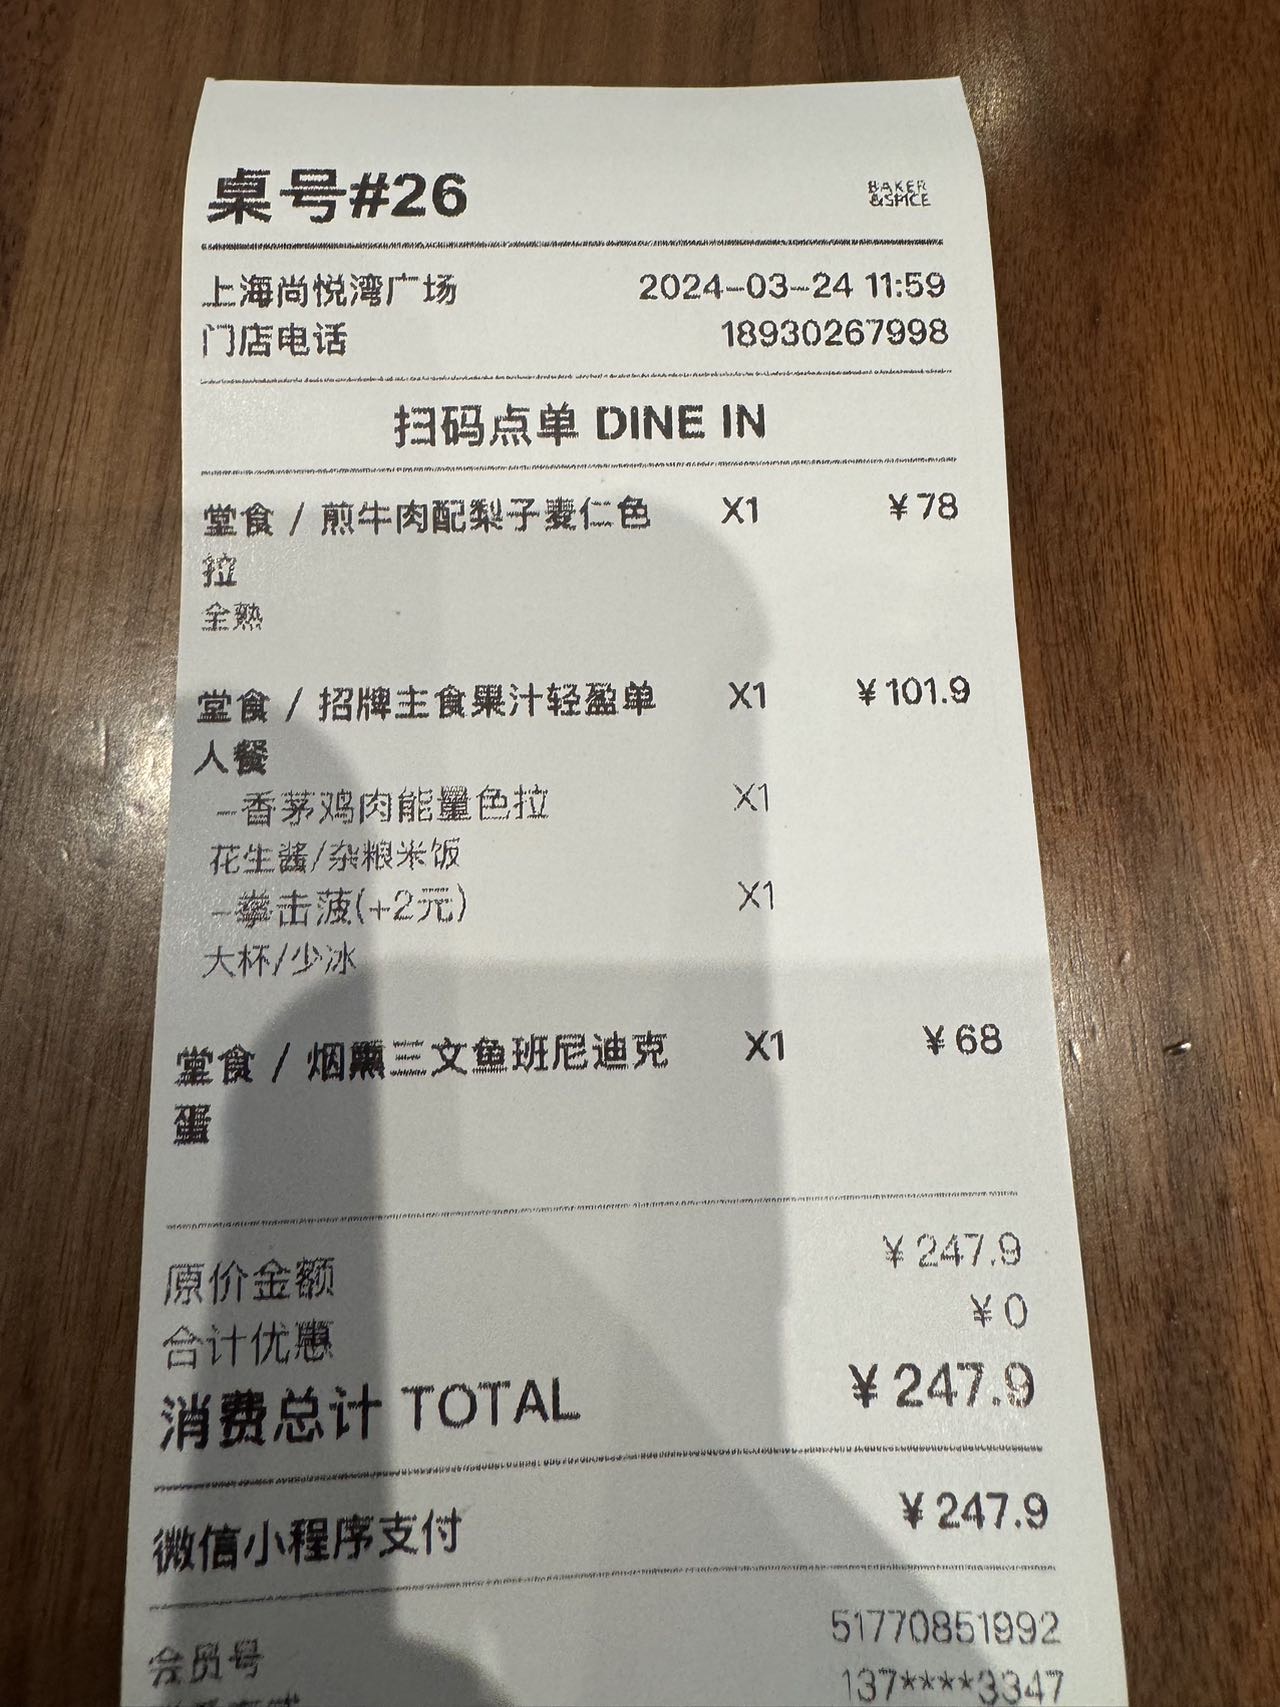 桌号#26
BAKER
&SPICE
上海尚悦湾广场 2024-03-24 11:59
门店电话 18930267998
扫码点单 DINE IN
堂食 / 煎牛肉配梨子麦仁色 X1 ¥78
拉
全熟
堂食 / 招牌主食果汁轻盈单 X1 ¥101.9
人餐
-香茅鸡肉能量色拉 X1
花生酱/杂粮米饭
-拳击菠(+2元) X1
大杯/少冰
堂食 / 烟熏三文鱼班尼迪克 X1 ¥68
蛋
原价金额 ¥247.9
合计优惠 ¥0
消费总计 TOTAL ¥247.9
微信小程序支付 ¥247.9
会员号 51770851992
137****3347